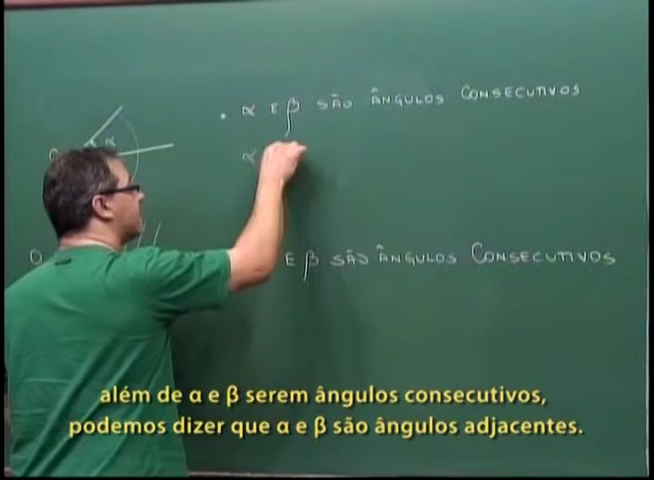 O
α
• α E β SÃO ÂNGULOS CONSECUTIVOS
α
O
E β SÃO ÂNGULOS CONSECUTIVOS
além de α e β serem ângulos consecutivos,
podemos dizer que α e β são ângulos adjacentes.